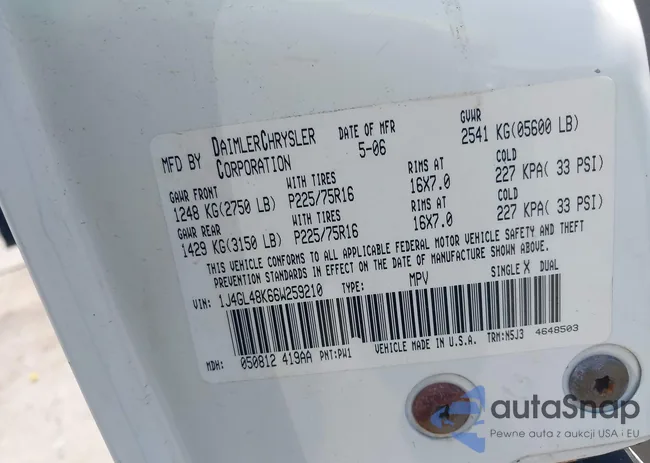 MFD BY DAIMLERCHRYSLER CORPORATION DATE OF MFR 5-06 GVWR 2541 KG(05600 LB)
GAWR FRONT WITH TIRES RIMS AT COLD
1248 KG(2750 LB) P225/75R16 16X7.0 227 KPA( 33 PSI)
GAWR REAR WITH TIRES RIMS AT COLD
1429 KG(3150 LB) P225/75R16 16X7.0 227 KPA( 33 PSI)
THIS VEHICLE CONFORMS TO ALL APPLICABLE FEDERAL MOTOR VEHICLE SAFETY AND THEFT
PREVENTION STANDARDS IN EFFECT ON THE DATE OF MANUFACTURE SHOWN ABOVE.
VIN: 1J4GL48K66W259210 TYPE: MPV SINGLE X DUAL
MDH: 050812 419AA PNT:PW1 VEHICLE MADE IN U.S.A. TRM:N5J3 4648503
autaSnap
Pewne auta z aukcji USA i EU